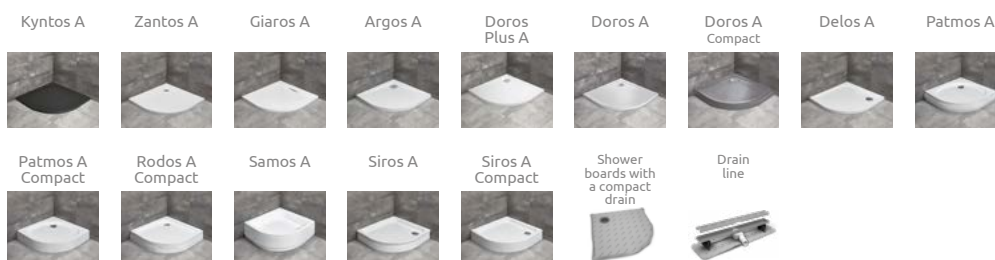 Kyntos A
Zantos A
Giaros A
Argos A
Doros
Plus A
Doros A
Doros A
Compact
Delos A
Patmos A
Patmos A
Compact
Rodos A
Compact
Samos A
Siros A
Siros A
Compact
Shower
boards with
a compact
drain
Drain
line